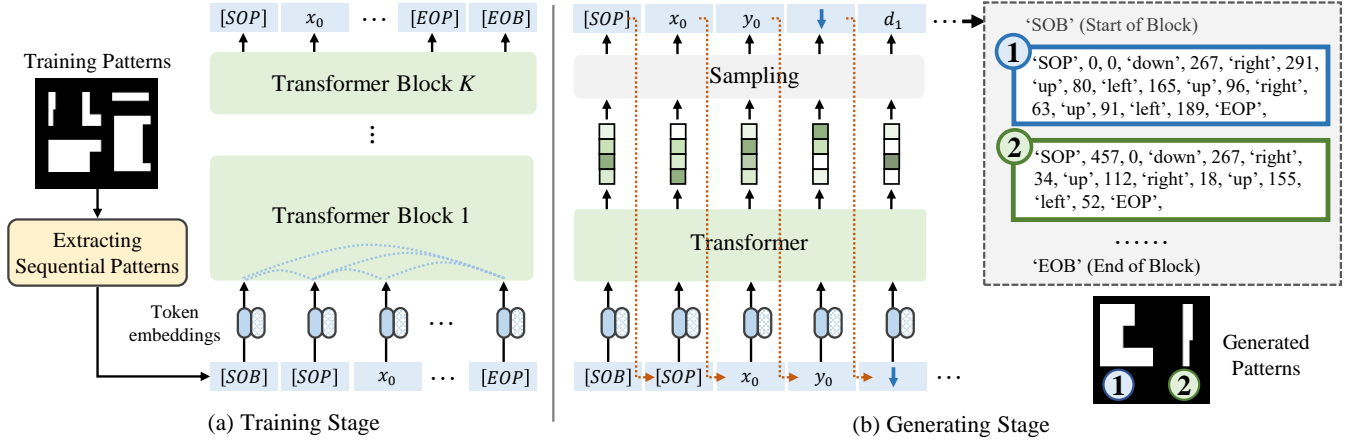 [SOP] x₀ ⋯ [EOP] [EOB]
Training Patterns
Transformer Block K
⋮
Transformer Block 1
Extracting
Sequential Patterns
Token
embeddings
⋯
[SOB] [SOP] x₀ ⋯ [EOP]
(a) Training Stage
[SOP] x₀ y₀ ↓ d₁ ⋯
Sampling
Transformer
[SOB] [SOP] x₀ y₀ ↓ ⋯
(b) Generating Stage
‘SOB’ (Start of Block)
1
‘SOP’, 0, 0, ‘down’, 267, ‘right’, 291,
‘up’, 80, ‘left’, 165, ‘up’, 96, ‘right’,
63, ‘up’, 91, ‘left’, 189, ‘EOP’,
2
‘SOP’, 457, 0, ‘down’, 267, ‘right’,
34, ‘up’, 112, ‘right’, 18, ‘up’, 155,
‘left’, 52, ‘EOP’,
⋯⋯
‘EOB’ (End of Block)
1 2
Generated
Patterns